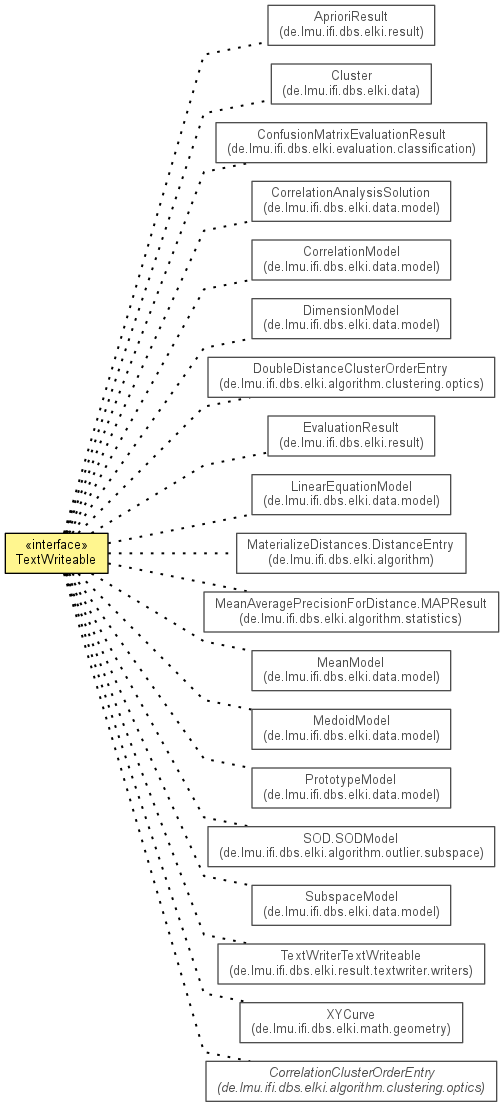 AprioriResult
(de.lmu.ifi.dbs.elki.result)
Cluster
(de.lmu.ifi.dbs.elki.data)
ConfusionMatrixEvaluationResult
(de.lmu.ifi.dbs.elki.evaluation.classification)
CorrelationAnalysisSolution
(de.lmu.ifi.dbs.elki.data.model)
CorrelationModel
(de.lmu.ifi.dbs.elki.data.model)
DimensionModel
(de.lmu.ifi.dbs.elki.data.model)
DoubleDistanceClusterOrderEntry
(de.lmu.ifi.dbs.elki.algorithm.clustering.optics)
EvaluationResult
(de.lmu.ifi.dbs.elki.result)
LinearEquationModel
(de.lmu.ifi.dbs.elki.data.model)
«interface»
TextWriteable
MaterializeDistances.DistanceEntry
(de.lmu.ifi.dbs.elki.algorithm)
MeanAveragePrecisionForDistance.MAPResult
(de.lmu.ifi.dbs.elki.algorithm.statistics)
MeanModel
(de.lmu.ifi.dbs.elki.data.model)
MedoidModel
(de.lmu.ifi.dbs.elki.data.model)
PrototypeModel
(de.lmu.ifi.dbs.elki.data.model)
SOD.SODModel
(de.lmu.ifi.dbs.elki.algorithm.outlier.subspace)
SubspaceModel
(de.lmu.ifi.dbs.elki.data.model)
TextWriterTextWriteable
(de.lmu.ifi.dbs.elki.result.textwriter.writers)
XYCurve
(de.lmu.ifi.dbs.elki.math.geometry)
CorrelationClusterOrderEntry
(de.lmu.ifi.dbs.elki.algorithm.clustering.optics)